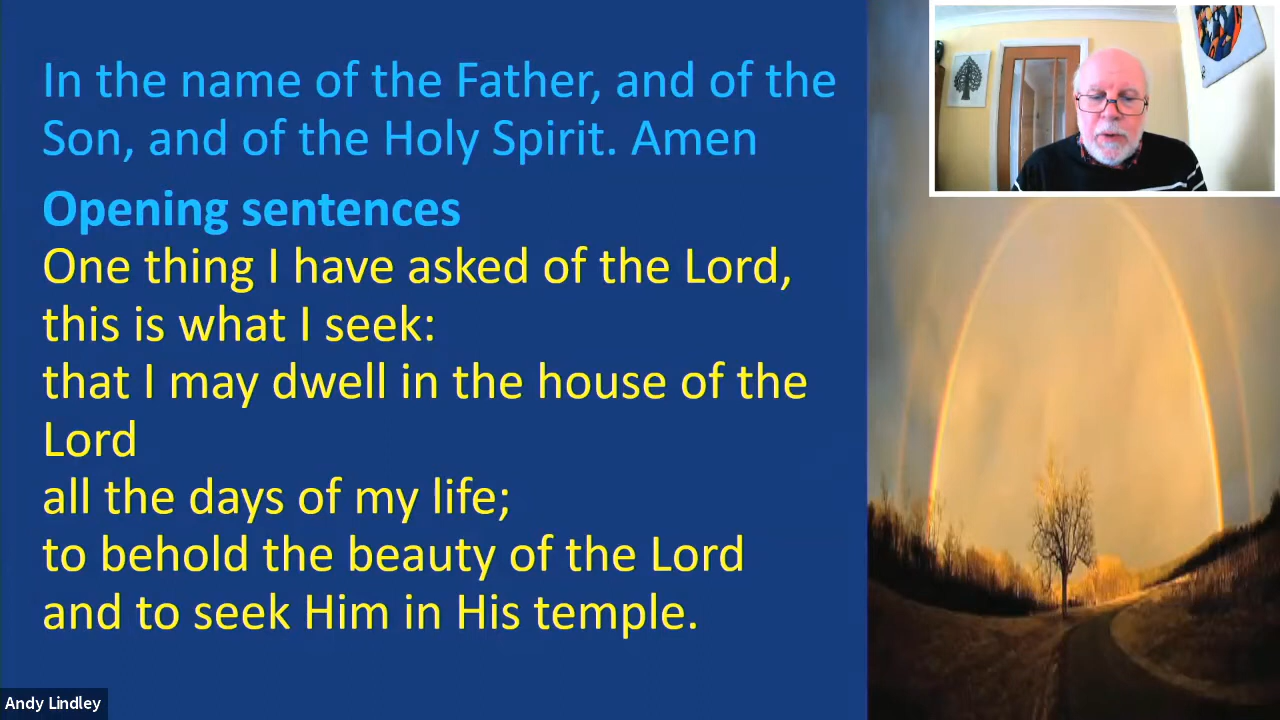 In the name of the Father, and of the
Son, and of the Holy Spirit. Amen
Opening sentences
One thing I have asked of the Lord,
this is what I seek:
that I may dwell in the house of the
Lord
all the days of my life;
to behold the beauty of the Lord
and to seek Him in His temple.
Andy Lindley